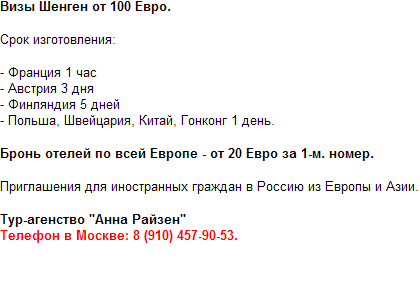 Визы Шенген от 100 Евро.
Срок изготовления:
- Франция 1 час
- Австрия 3 дня
- Финляндия 5 дней
- Польша, Швейцария, Китай, Гонконг 1 день.
Бронь отелей по всей Европе - от 20 Евро за 1-м. номер.
Приглашения для иностранных граждан в Россию из Европы и Азии.
Тур-агенство "Анна Райзен"
Телефон в Москве: 8 (910) 457-90-53.